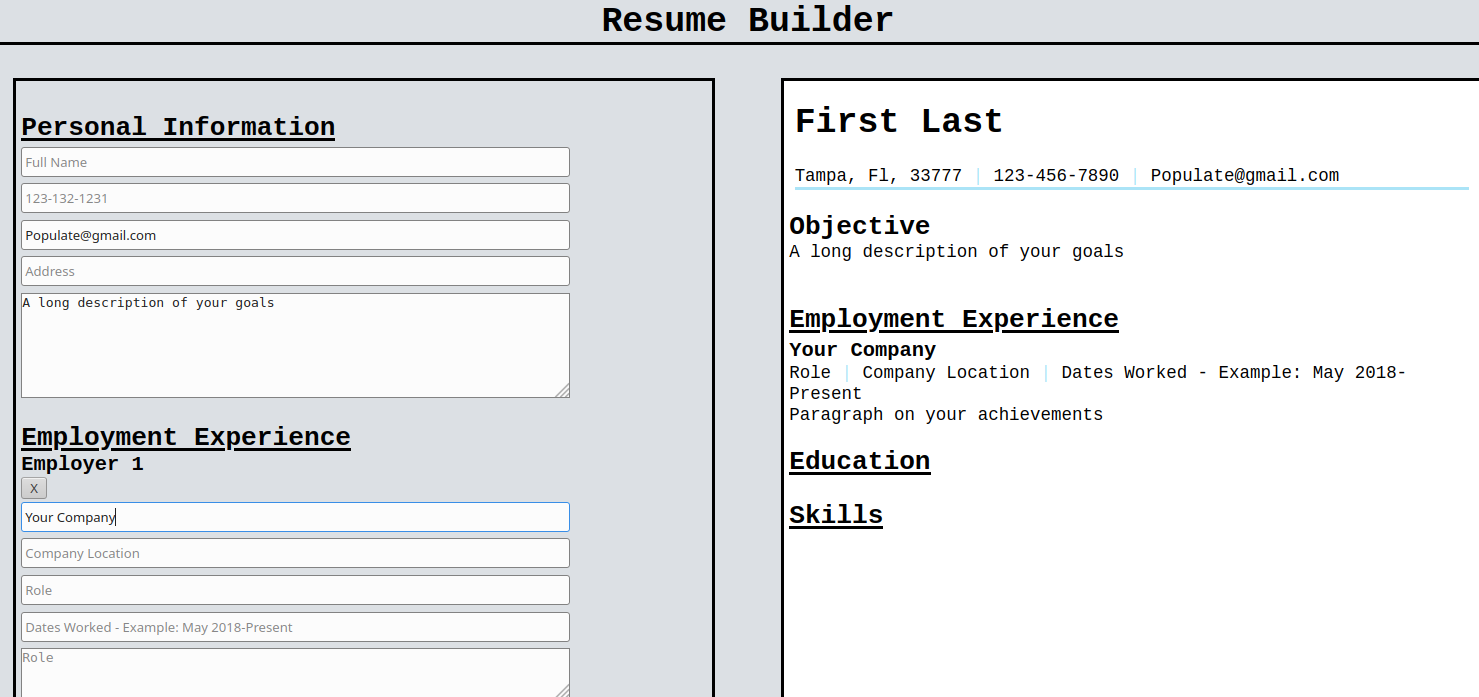 Resume Builder
Personal Information
Full Name
123-132-1231
Populate@gmail.com
Address
A long description of your goals
Employment Experience
Employer 1
X
Your Company
Company Location
Role
Dates Worked - Example: May 2018-Present
Role
First Last
Tampa, Fl, 33777 | 123-456-7890 | Populate@gmail.com
Objective
A long description of your goals
Employment Experience
Your Company
Role | Company Location | Dates Worked - Example: May 2018-
Present
Paragraph on your achievements
Education
Skills